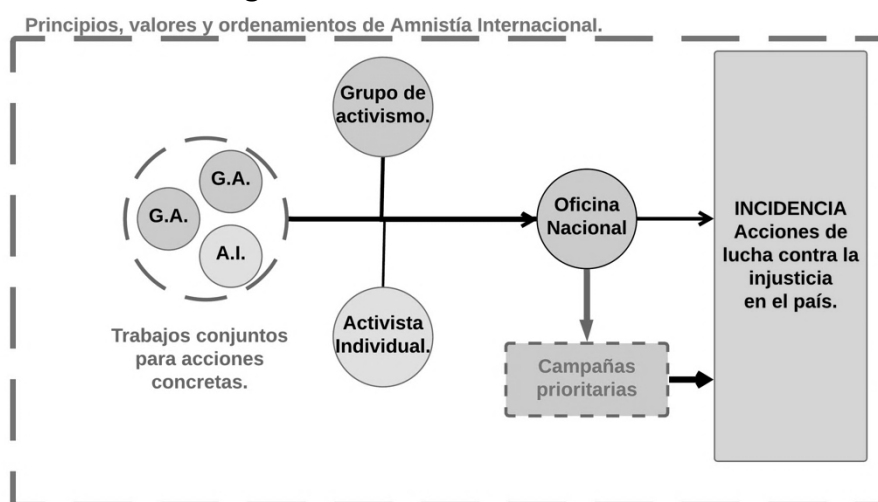 Principios, valores y ordenamientos de Amnistía Internacional.
Grupo de
activismo.
G.A.
G.A.
A.I.
Trabajos conjuntos
para acciones
concretas.
Activista
Individual.
Oficina
Nacional
Campañas
prioritarias
INCIDENCIA
Acciones de
lucha contra la
injusticia
en el país.